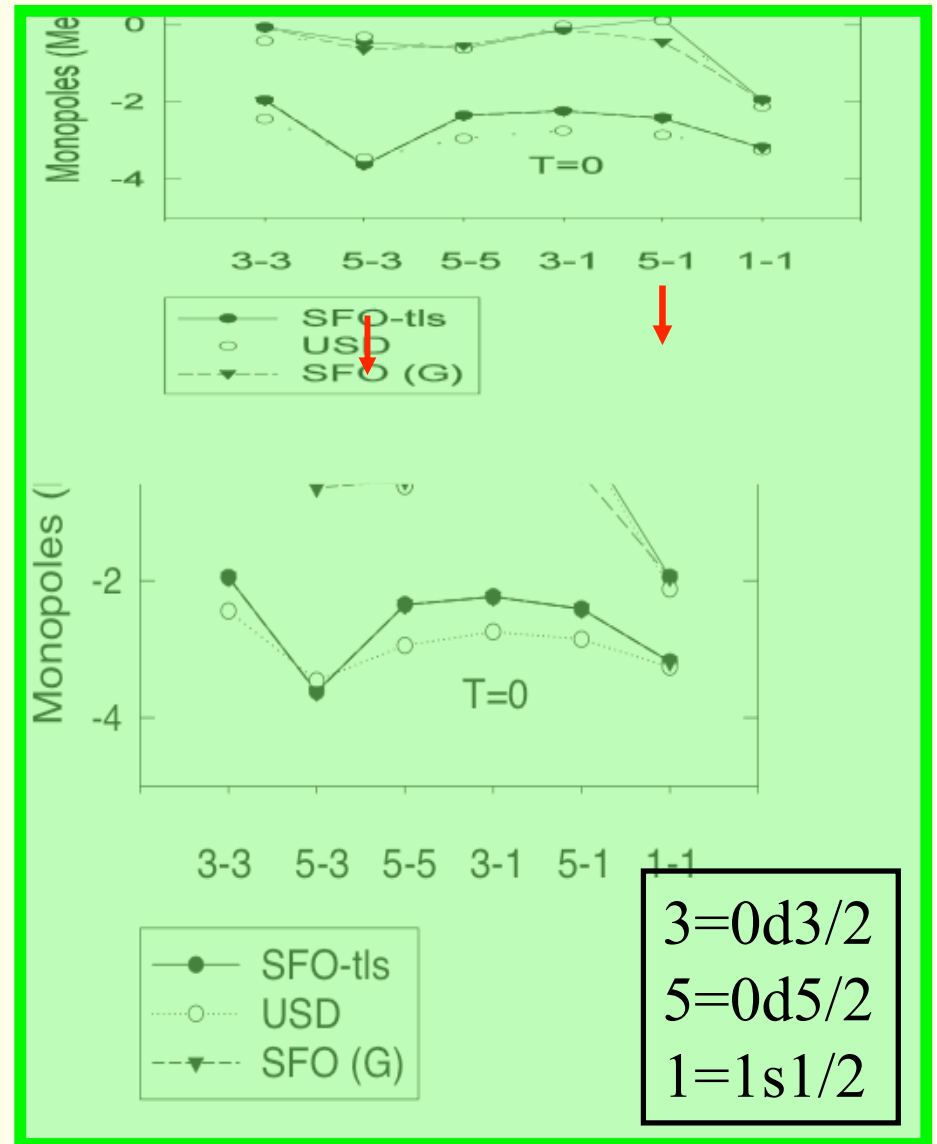 Monopoles (Me
0
-2
-4
T=0
3-3 5-3 5-5 3-1 5-1 1-1
SFO-tls
USD
SFO (G)
Monopoles (
-2
-4
T=0
3-3 5-3 5-5 3-1 5-1 1-1
SFO-tls
USD
SFO (G)
3=0d3/2
5=0d5/2
1=1s1/2